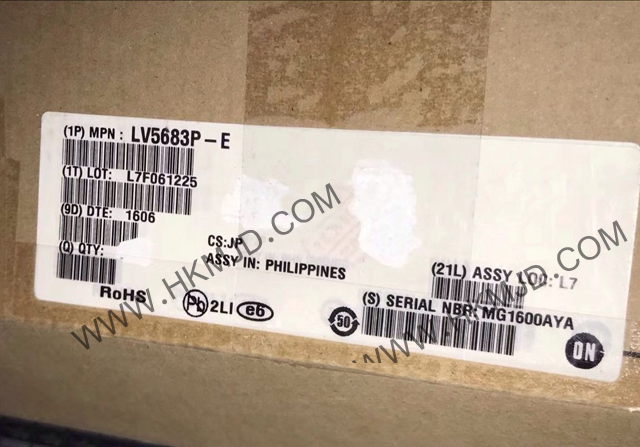 (1P) MPN : LV5683P-E
(1T) LOT: L7F061225
(9D) DTE: 1606
(Q) QTY:
CS:JP
ASSY IN: PHILIPPINES
(21L) ASSY LOC: L7
RoHS
Pb 2LI e6
50
(S) SERIAL NBR: MG1600AYA
ON
WWW.HKMJD.COM
WWW.HKMJD.COM